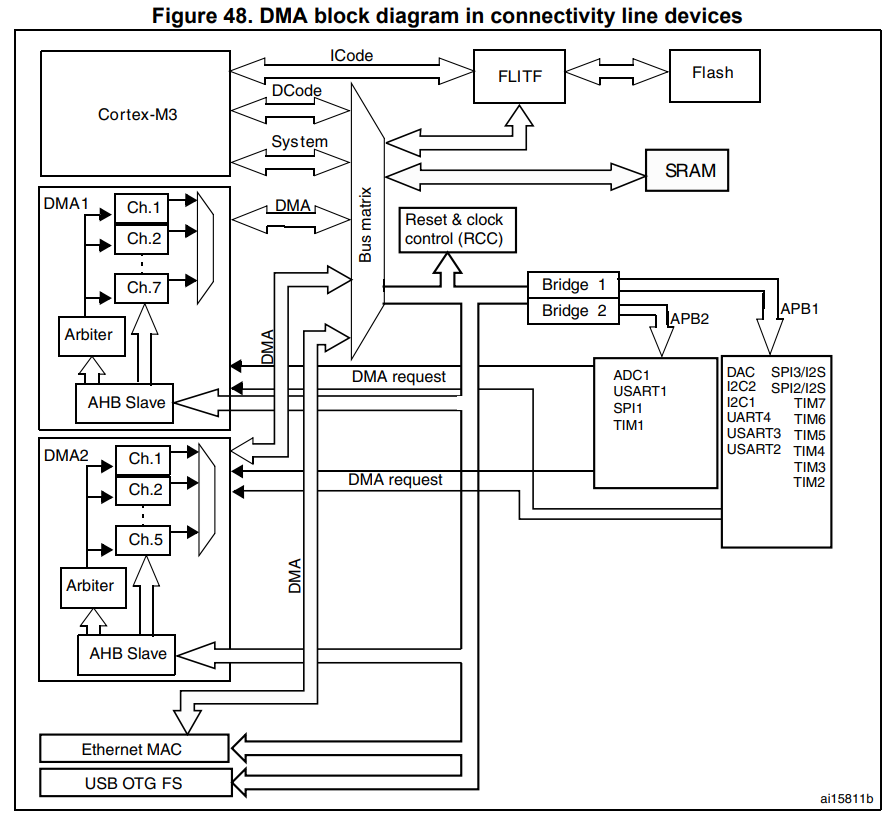 Figure 48. DMA block diagram in connectivity line devices
Cortex-M3
ICode
DCode
System
DMA
FLITF
Flash
SRAM
Bus matrix
Reset & clock
control (RCC)
DMA1
Ch.1
Ch.2
Ch.7
Arbiter
AHB Slave
DMA
DMA request
Bridge 1
Bridge 2
APB2
APB1
ADC1
USART1
SPI1
TIM1
DAC SPI3/I2S
I2C2 SPI2/I2S
I2C1 TIM7
UART4 TIM6
USART3 TIM5
USART2 TIM4
TIM3
TIM2
DMA2
Ch.1
Ch.2
Ch.5
Arbiter
AHB Slave
DMA request
DMA
Ethernet MAC
USB OTG FS
ai15811b